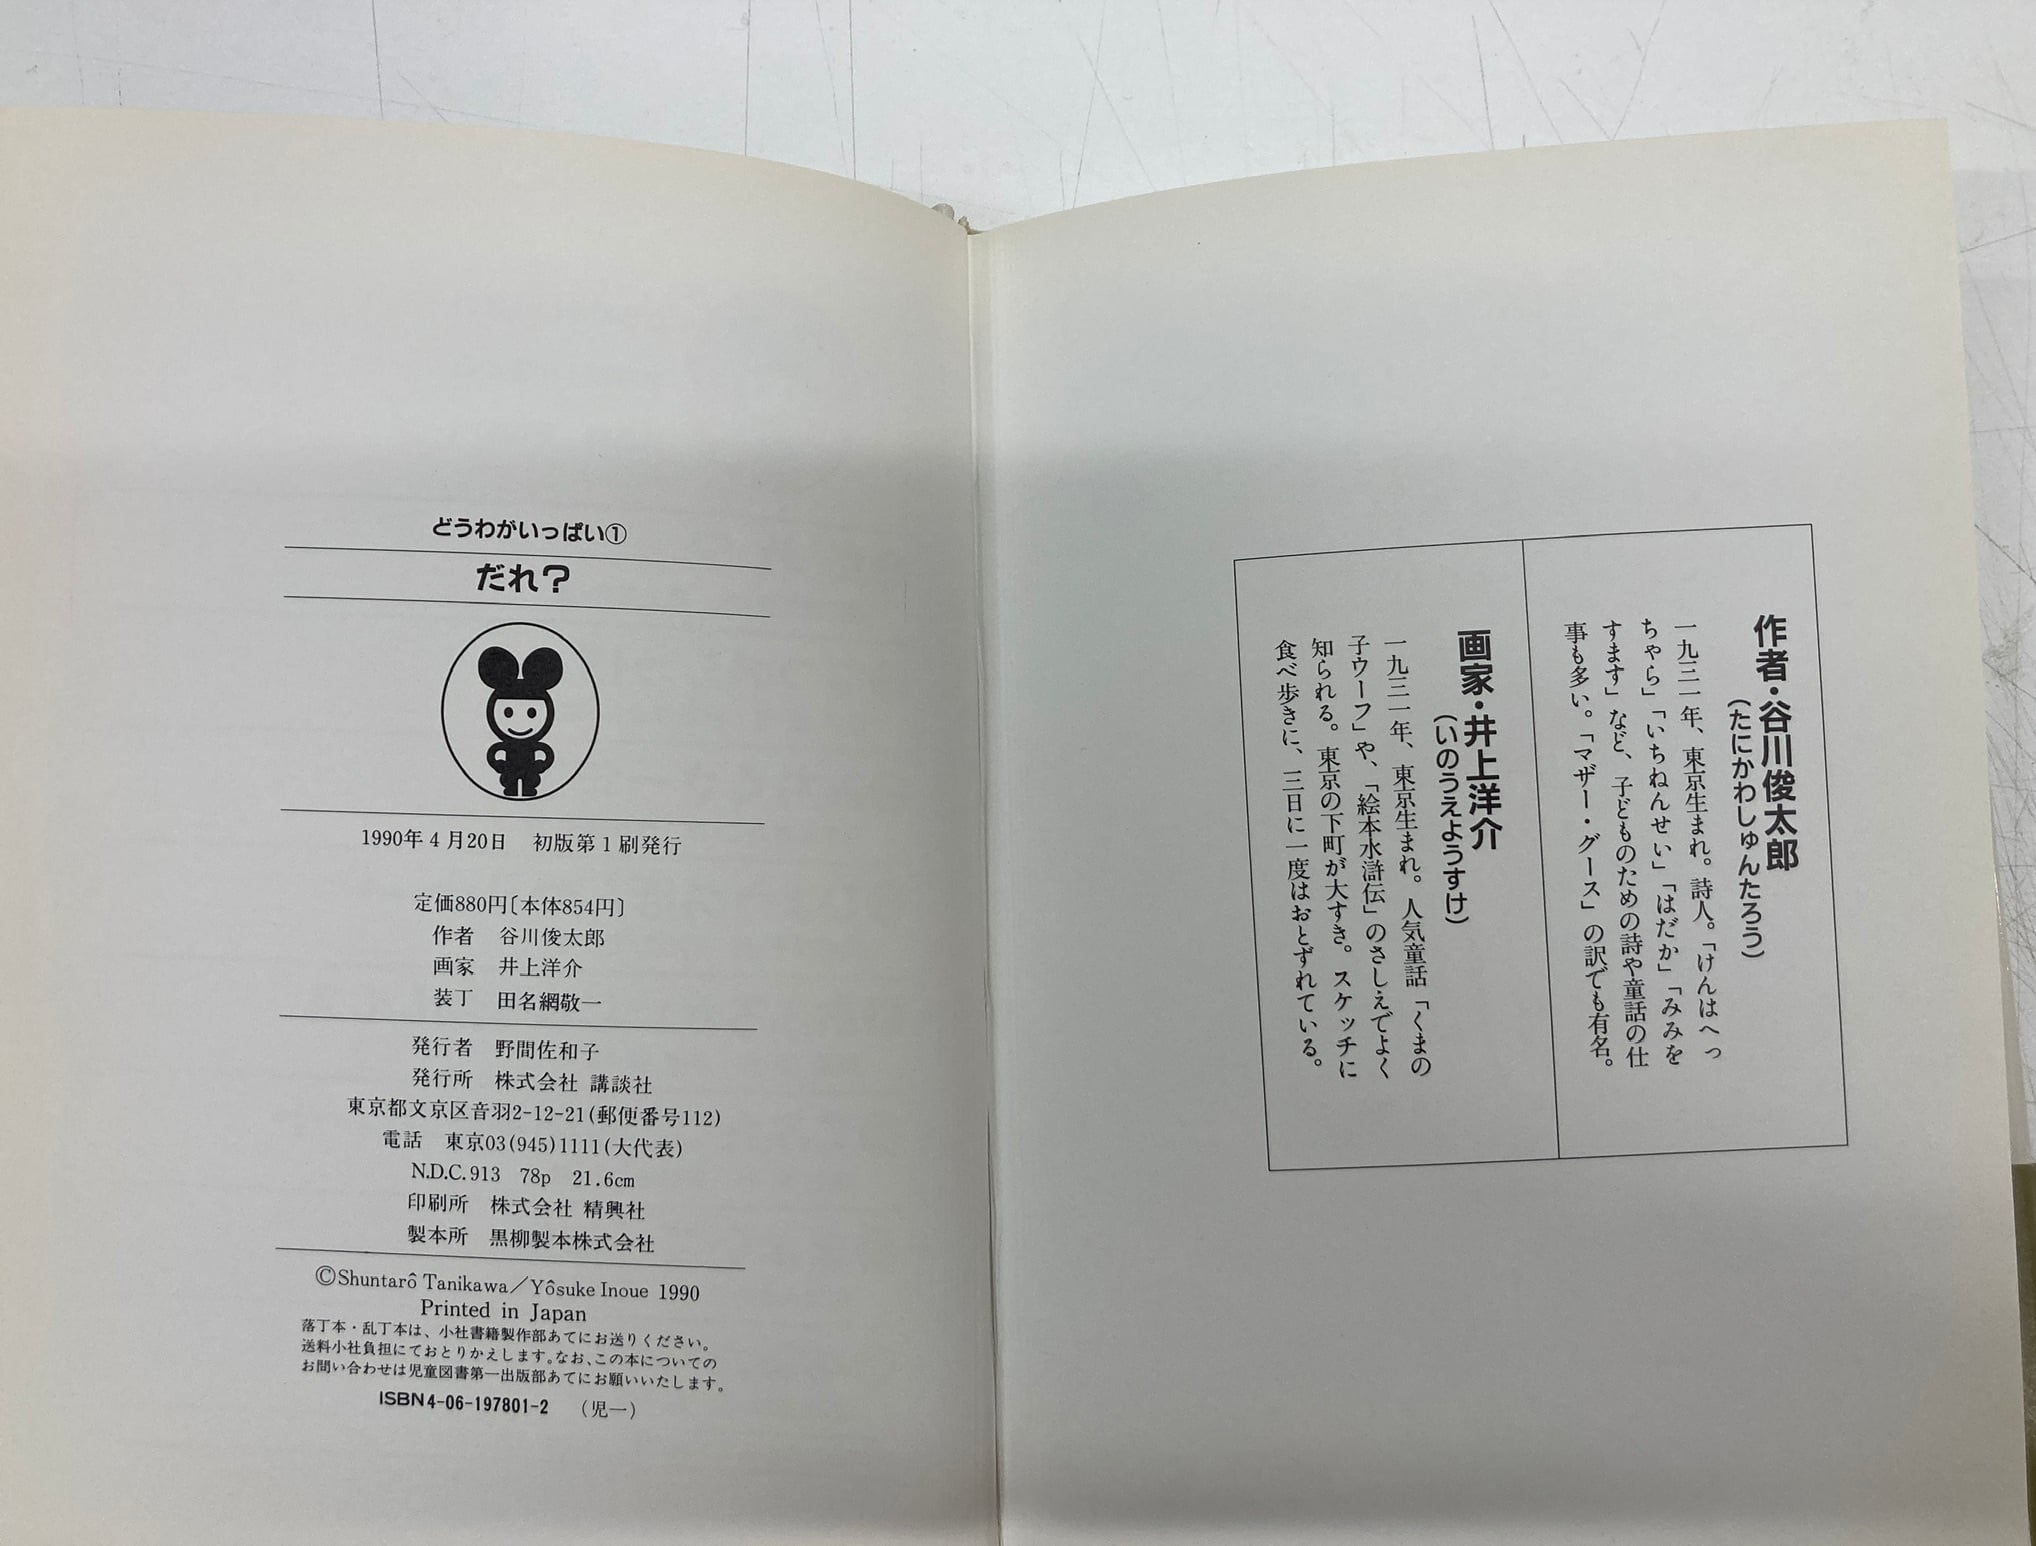 作者・谷川俊太郎
(たにかわしゅんたろう)
一九三一年、東京生まれ。詩人。「けんはへっ
ちゃら」「いちねんせい」「はだか」「みみを
すます」など、子どものための詩や童話の仕
事も多い。「マザー・グース」の訳でも有名。
画家・井上洋介
(いのうえようすけ)
一九三一年、東京生まれ。人気童話「くまの
子ウーフ」や、「絵本水滸伝」のさしえでよく
知られる。東京の下町が大すき。スケッチに
食べ歩きに、三日に一度はおとずれている。
どうわがいっぱい①
だれ？
1990年4月20日　初版第1刷発行
定価880円〔本体854円〕
作者　谷川俊太郎
画家　井上洋介
装丁　田名網敬一
発行者　野間佐和子
発行所　株式会社 講談社
東京都文京区音羽2-12-21(郵便番号112)
電話　東京03(945)1111(大代表)
N.D.C.913　78p　21.6cm
印刷所　株式会社 精興社
製本所　黒柳製本株式会社
©Shuntarô Tanikawa／Yôsuke Inoue 1990
Printed in Japan
落丁本・乱丁本は、小社書籍製作部あてにお送りください。
送料小社負担にておとりかえします。なお、この本についての
お問い合わせは児童図書第一出版部あてにお願いいたします。
ISBN4-06-197801-2　(児一)